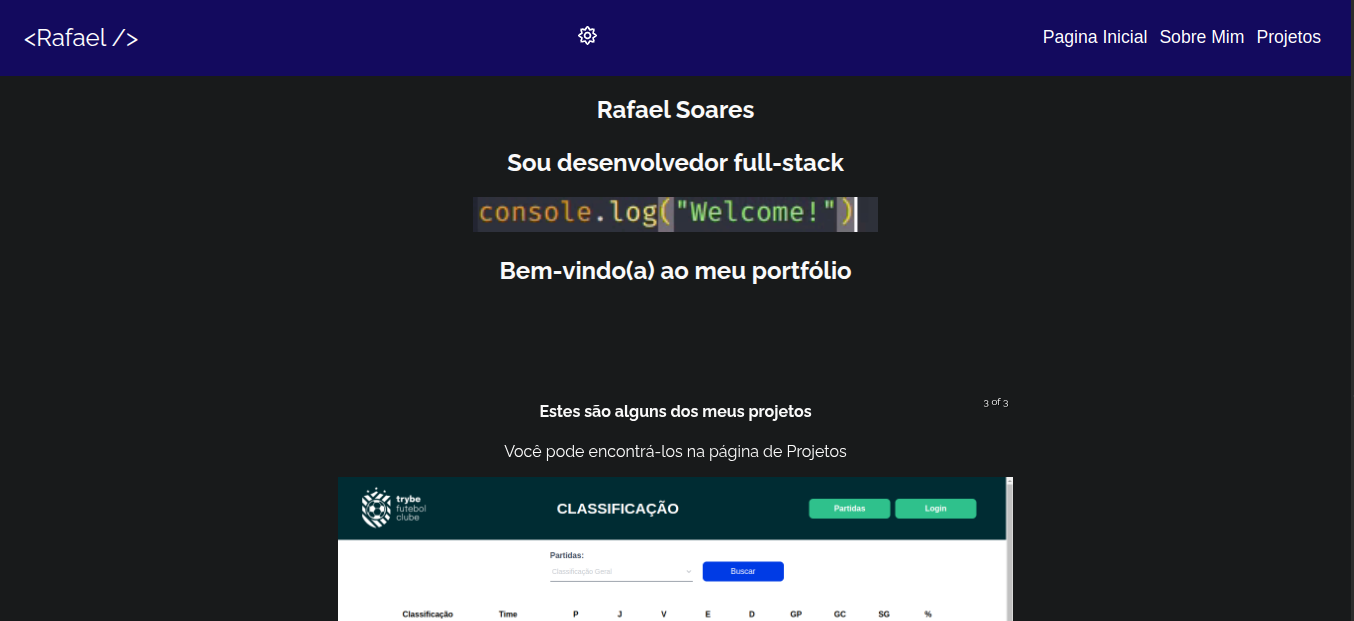 <Rafael />
Pagina Inicial Sobre Mim Projetos
Rafael Soares
Sou desenvolvedor full-stack
console.log("Welcome!")
Bem-vindo(a) ao meu portfólio
3 of 3
Estes são alguns dos meus projetos
Você pode encontrá-los na página de Projetos
trybe
futebol
clube
CLASSIFICAÇÃO
Partidas Login
Partidas:
Classificação Geral
Buscar
Classificação Time P J V E D GP GC SG %